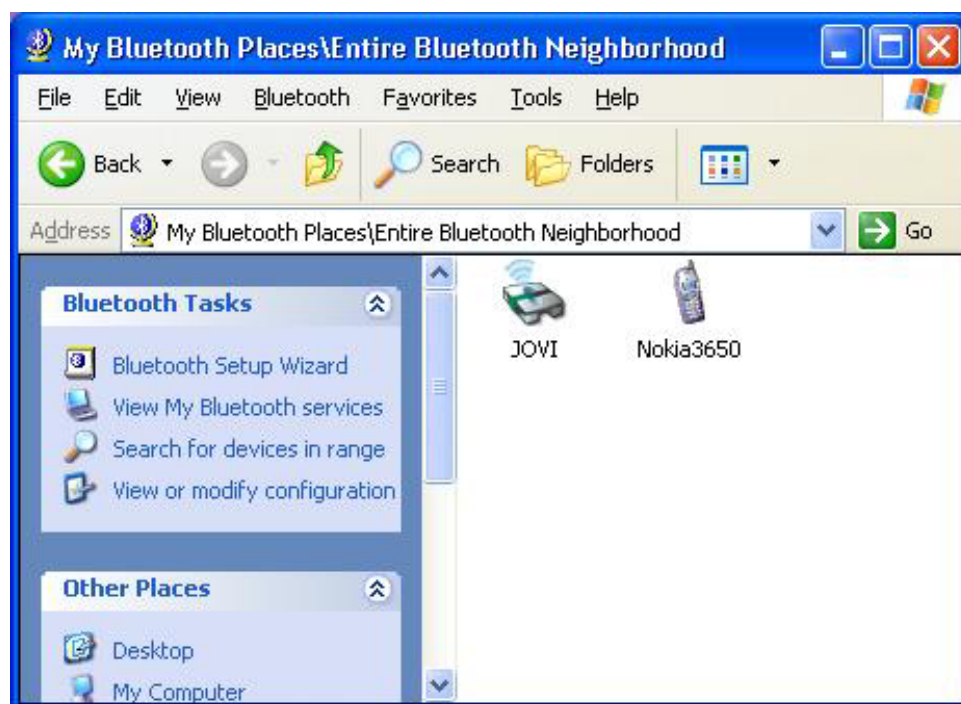 My Bluetooth Places\Entire Bluetooth Neighborhood
File Edit View Bluetooth Favorites Tools Help
Back Search Folders
Address My Bluetooth Places\Entire Bluetooth Neighborhood Go
Bluetooth Tasks
Bluetooth Setup Wizard
View My Bluetooth services
Search for devices in range
View or modify configuration
Other Places
Desktop
My Computer
JOVI Nokia3650